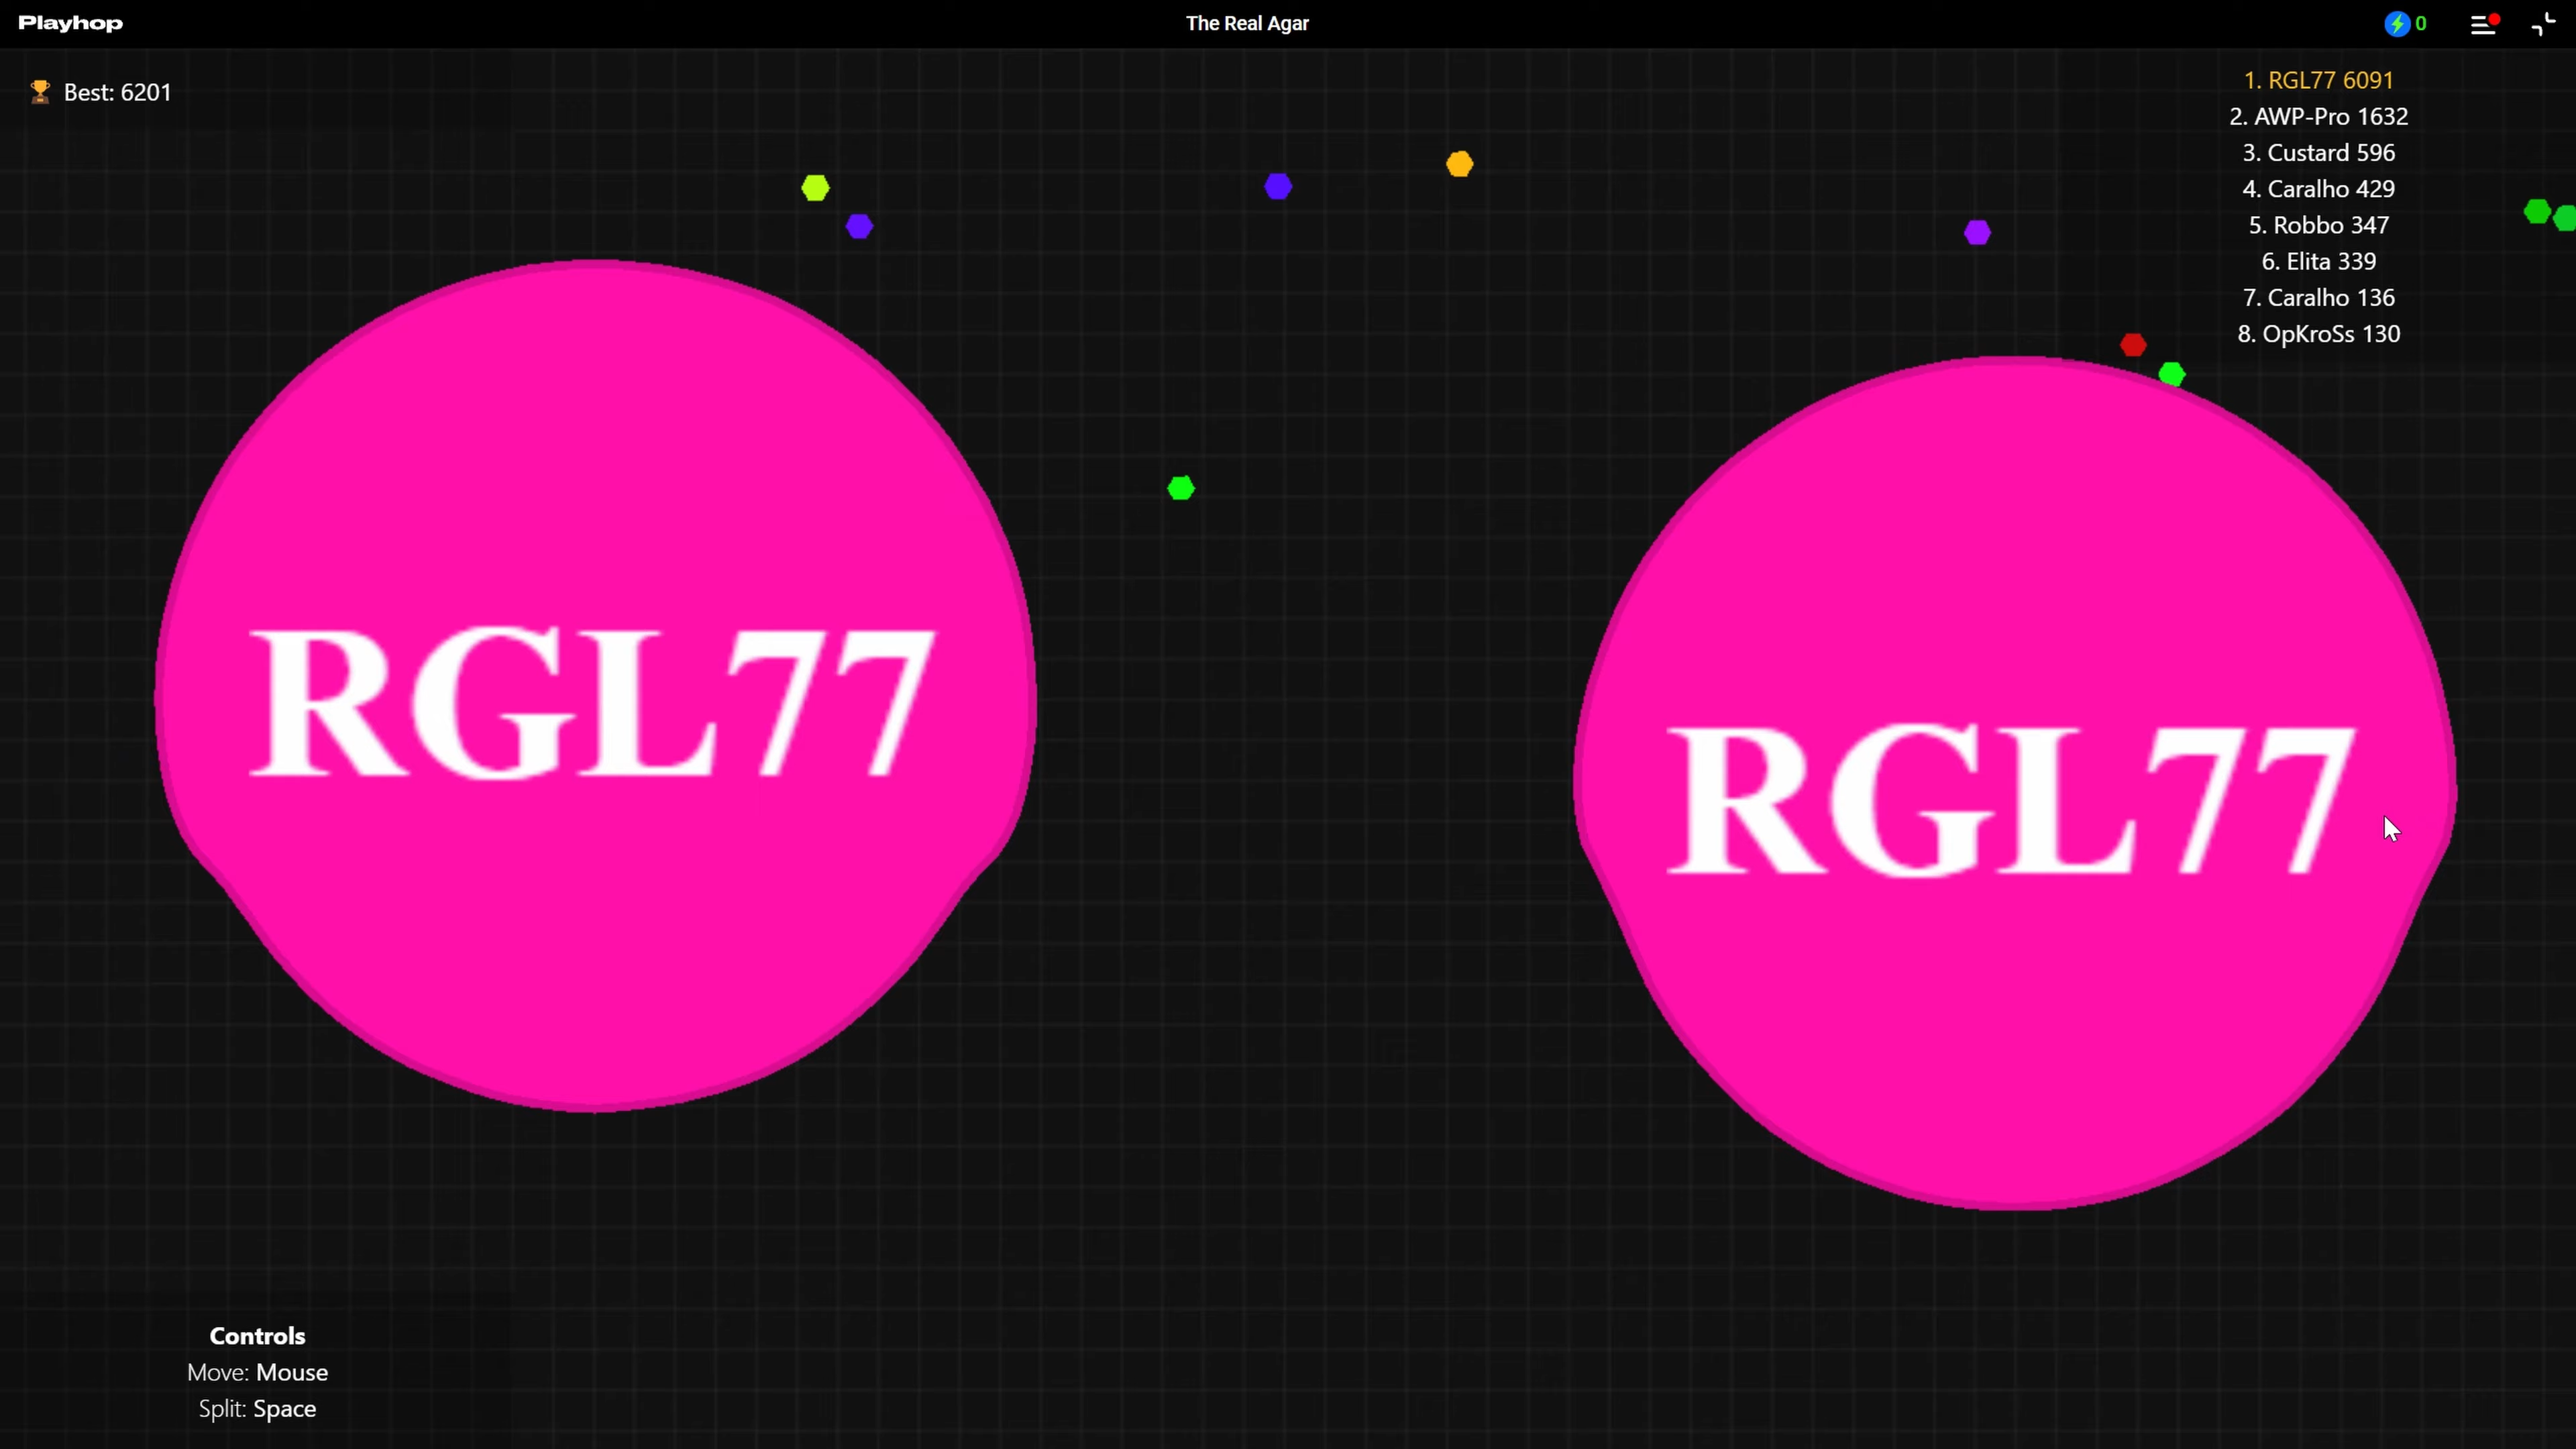 Playhop
The Real Agar
0
Best: 6201
1. RGL77 6091
2. AWP-Pro 1632
3. Custard 596
4. Caralho 429
5. Robbo 347
6. Elita 339
7. Caralho 136
8. OpKroSs 130
RGL77
RGL77
Controls
Move: Mouse
Split: Space